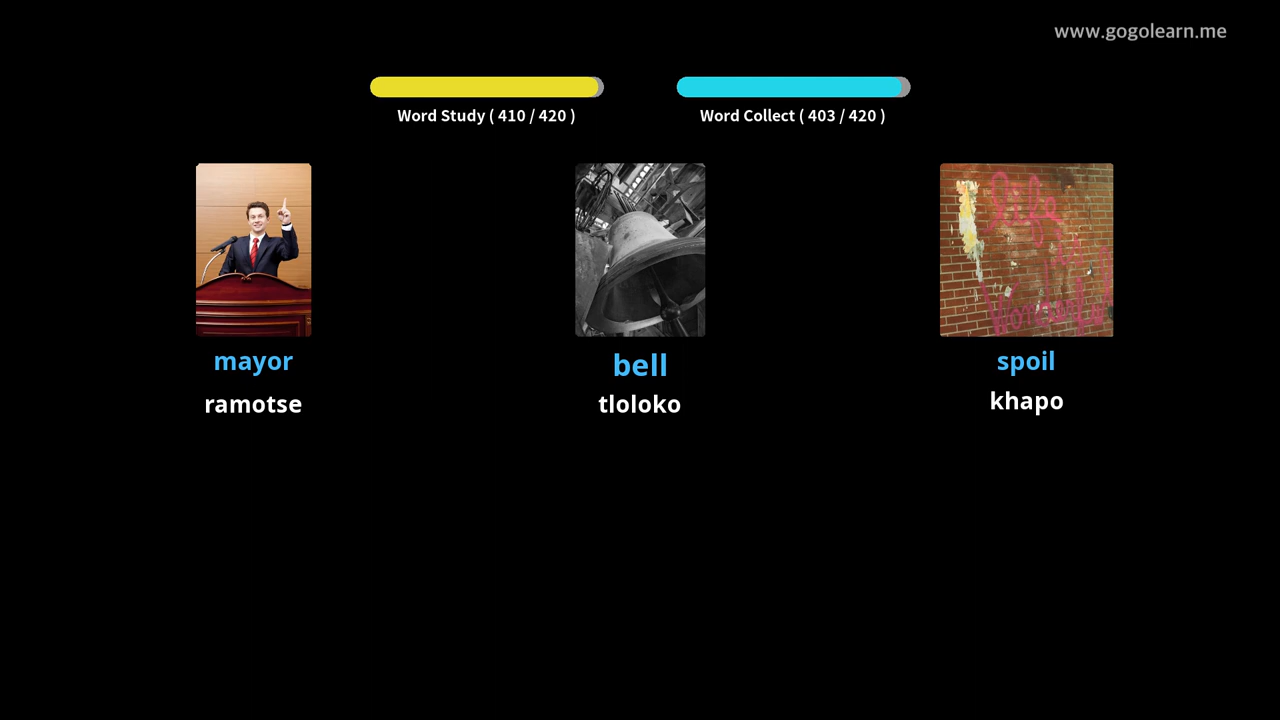 www.gogolearn.me
Word Study ( 410 / 420 )
Word Collect ( 403 / 420 )
mayor
ramotse
bell
tloloko
spoil
khapo